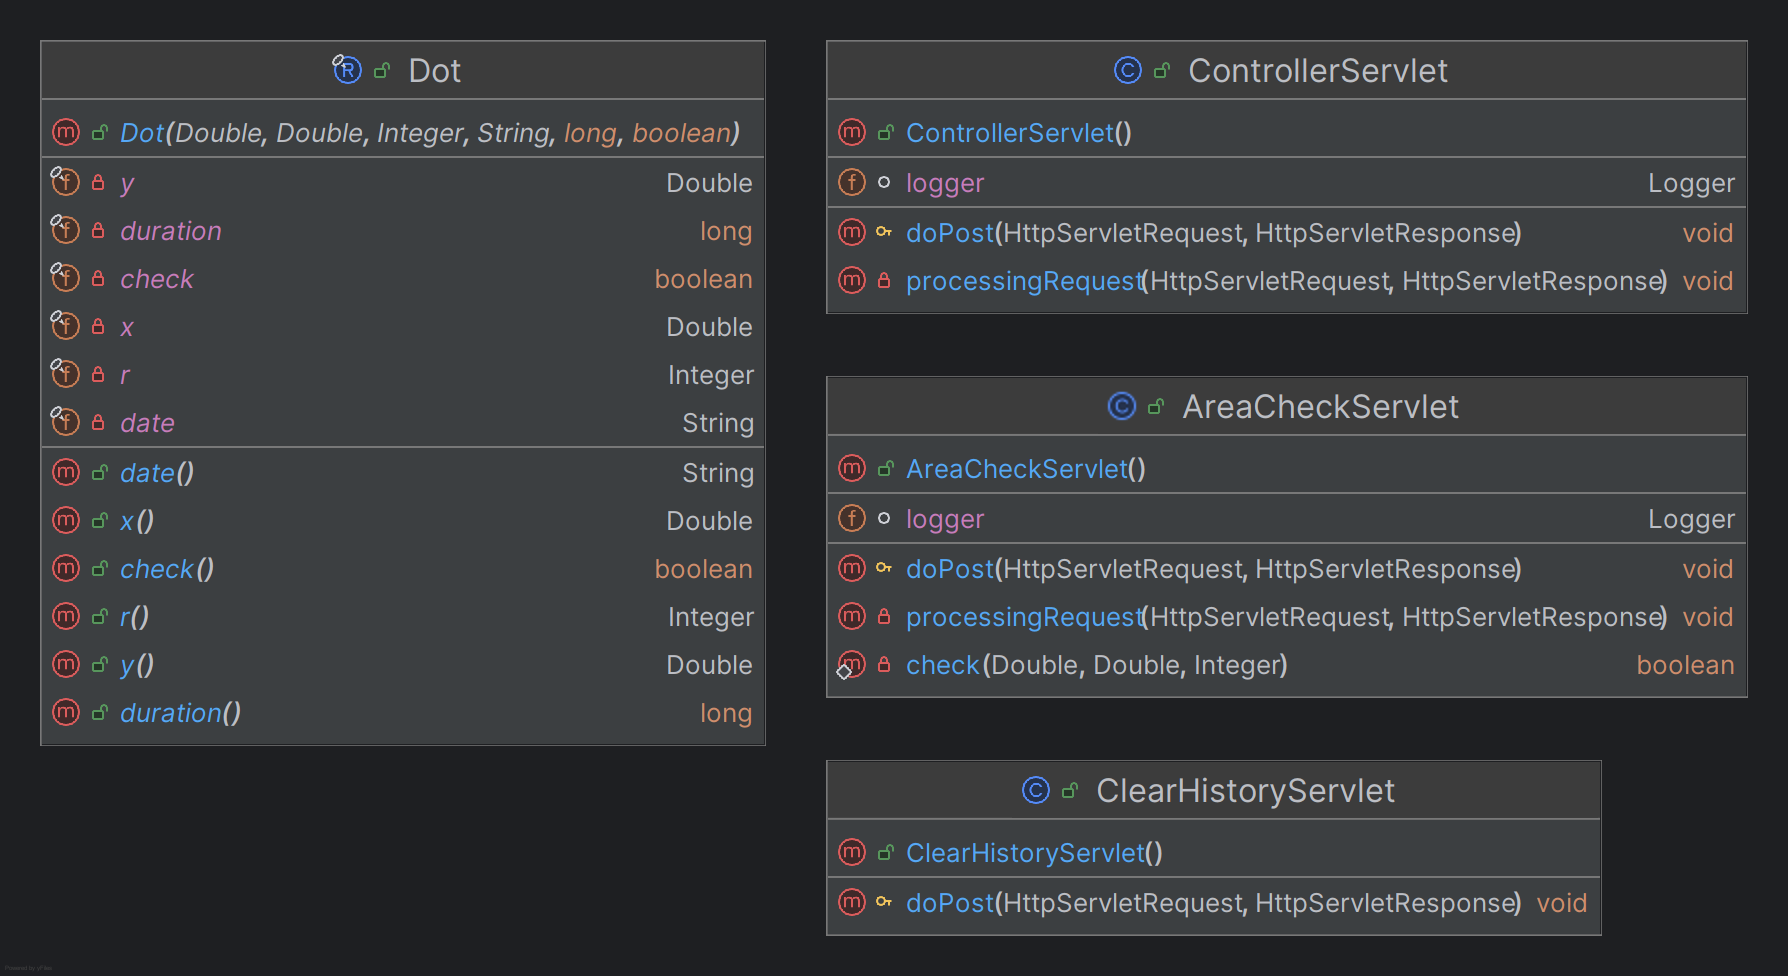 Dot
Dot(Double, Double, Integer, String, long, boolean)
y Double
duration long
check boolean
x Double
r Integer
date String
date() String
x() Double
check() boolean
r() Integer
y() Double
duration() long
ControllerServlet
ControllerServlet()
logger Logger
doPost(HttpServletRequest, HttpServletResponse) void
processingRequest(HttpServletRequest, HttpServletResponse) void
AreaCheckServlet
AreaCheckServlet()
logger Logger
doPost(HttpServletRequest, HttpServletResponse) void
processingRequest(HttpServletRequest, HttpServletResponse) void
check(Double, Double, Integer) boolean
ClearHistoryServlet
ClearHistoryServlet()
doPost(HttpServletRequest, HttpServletResponse) void
Powered by yFiles